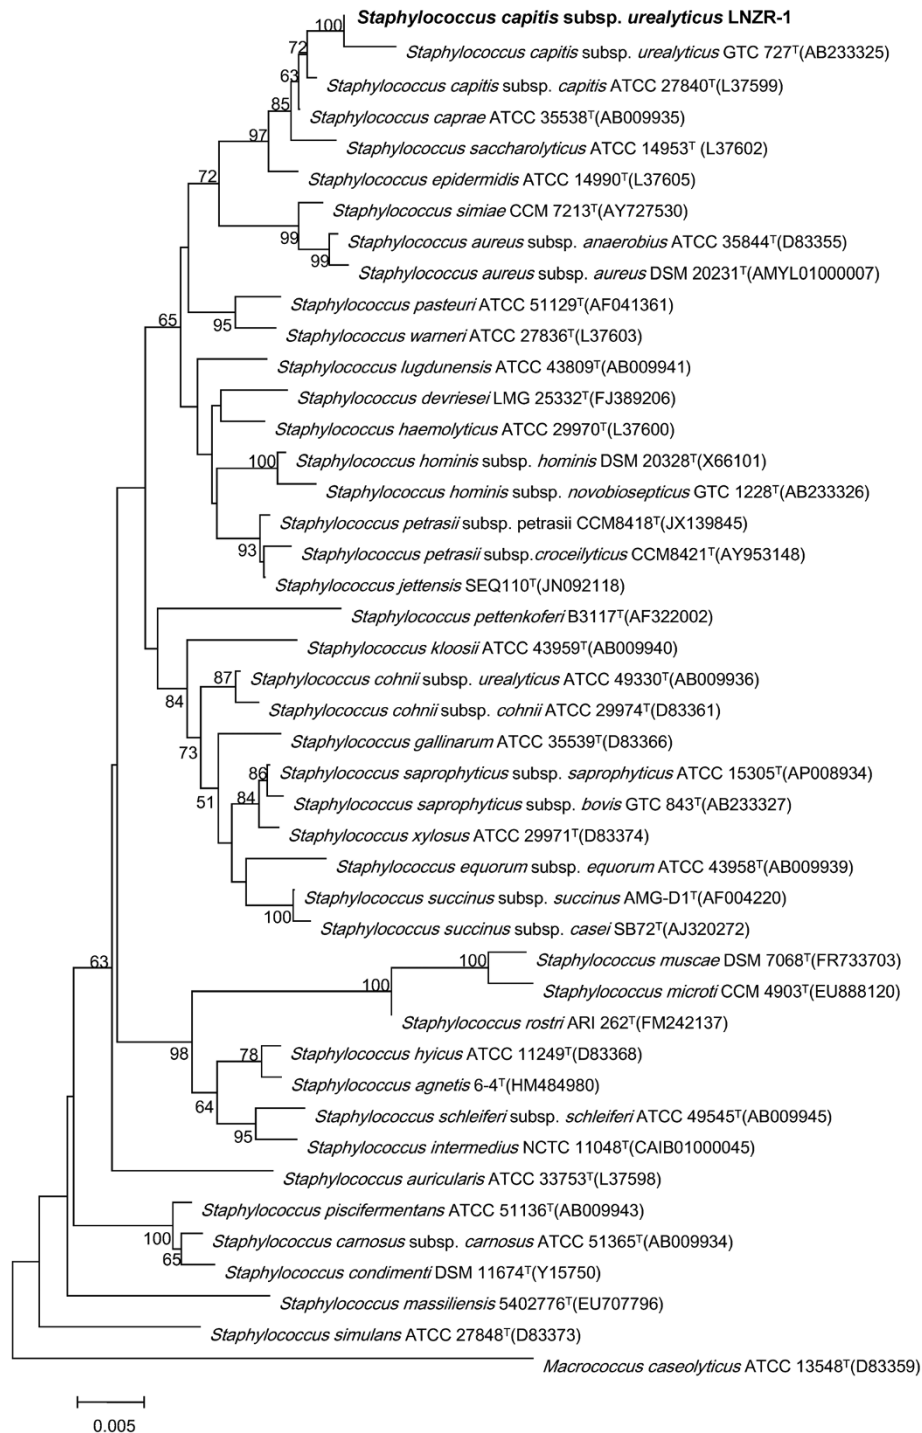 Staphylococcus capitis subsp. urealyticus LNZR-1
100
Staphylococcus capitis subsp. urealyticus GTC 727ᵀ(AB233325)
72
Staphylococcus capitis subsp. capitis ATCC 27840ᵀ(L37599)
63
Staphylococcus caprae ATCC 35538ᵀ(AB009935)
85
Staphylococcus saccharolyticus ATCC 14953ᵀ (L37602)
97
Staphylococcus epidermidis ATCC 14990ᵀ(L37605)
72
Staphylococcus simiae CCM 7213ᵀ(AY727530)
99
Staphylococcus aureus subsp. anaerobius ATCC 35844ᵀ(D83355)
99
Staphylococcus aureus subsp. aureus DSM 20231ᵀ(AMYL01000007)
Staphylococcus pasteuri ATCC 51129ᵀ(AF041361)
65
95
Staphylococcus warneri ATCC 27836ᵀ(L37603)
Staphylococcus lugdunensis ATCC 43809ᵀ(AB009941)
Staphylococcus devriesei LMG 25332ᵀ(FJ389206)
Staphylococcus haemolyticus ATCC 29970ᵀ(L37600)
100
Staphylococcus hominis subsp. hominis DSM 20328ᵀ(X66101)
Staphylococcus hominis subsp. novobiosepticus GTC 1228ᵀ(AB233326)
Staphylococcus petrasii subsp. petrasii CCM8418ᵀ(JX139845)
93
Staphylococcus petrasii subsp.croceilyticus CCM8421ᵀ(AY953148)
Staphylococcus jettensis SEQ110ᵀ(JN092118)
Staphylococcus pettenkoferi B3117ᵀ(AF322002)
Staphylococcus kloosii ATCC 43959ᵀ(AB009940)
87
Staphylococcus cohnii subsp. urealyticus ATCC 49330ᵀ(AB009936)
84
Staphylococcus cohnii subsp. cohnii ATCC 29974ᵀ(D83361)
73
Staphylococcus gallinarum ATCC 35539ᵀ(D83366)
86
Staphylococcus saprophyticus subsp. saprophyticus ATCC 15305ᵀ(AP008934)
51
84
Staphylococcus saprophyticus subsp. bovis GTC 843ᵀ(AB233327)
Staphylococcus xylosus ATCC 29971ᵀ(D83374)
Staphylococcus equorum subsp. equorum ATCC 43958ᵀ(AB009939)
Staphylococcus succinus subsp. succinus AMG-D1ᵀ(AF004220)
100
Staphylococcus succinus subsp. casei SB72ᵀ(AJ320272)
63
100
Staphylococcus muscae DSM 7068ᵀ(FR733703)
100
Staphylococcus microti CCM 4903ᵀ(EU888120)
Staphylococcus rostri ARI 262ᵀ(FM242137)
98
78
Staphylococcus hyicus ATCC 11249ᵀ(D83368)
Staphylococcus agnetis 6-4ᵀ(HM484980)
64
Staphylococcus schleiferi subsp. schleiferi ATCC 49545ᵀ(AB009945)
95
Staphylococcus intermedius NCTC 11048ᵀ(CAIB01000045)
Staphylococcus auricularis ATCC 33753ᵀ(L37598)
Staphylococcus piscifermentans ATCC 51136ᵀ(AB009943)
100
Staphylococcus carnosus subsp. carnosus ATCC 51365ᵀ(AB009934)
65
Staphylococcus condimenti DSM 11674ᵀ(Y15750)
Staphylococcus massiliensis 5402776ᵀ(EU707796)
Staphylococcus simulans ATCC 27848ᵀ(D83373)
Macrococcus caseolyticus ATCC 13548ᵀ(D83359)
0.005